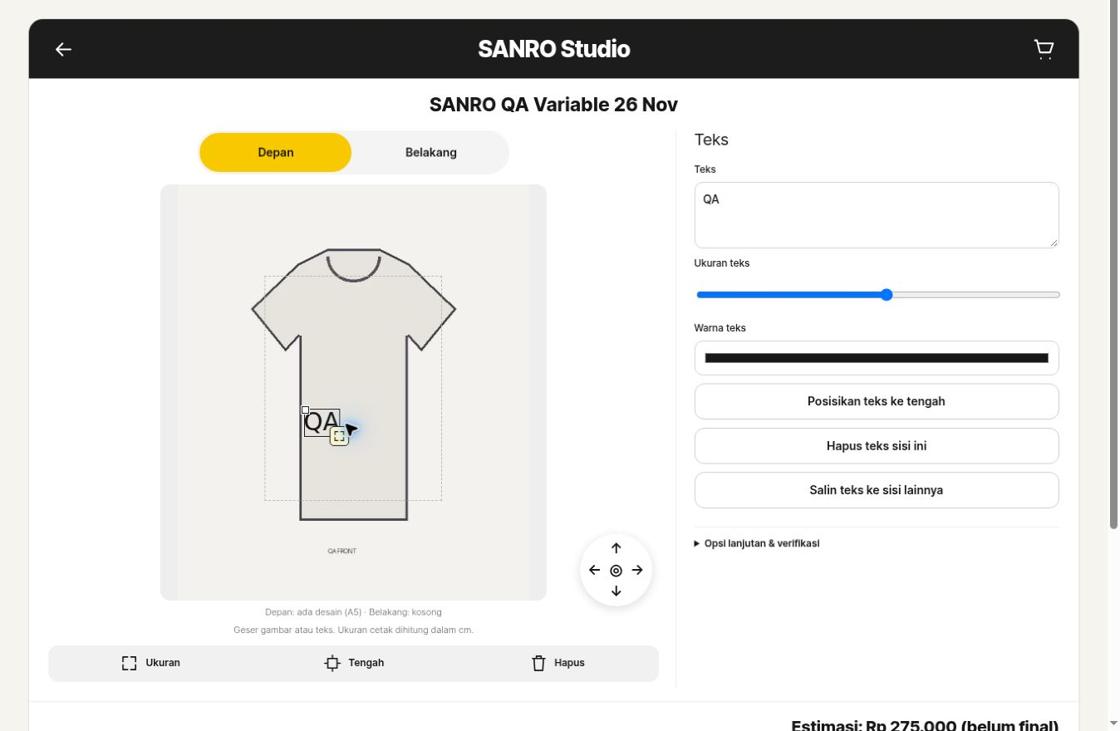 SANRO Studio
SANRO QA Variable 26 Nov
Depan
Belakang
QA
QA FRONT
Depan: ada desain (A5) · Belakang: kosong
Geser gambar atau teks. Ukuran cetak dihitung dalam cm.
Ukuran
Tengah
Hapus
Teks
Teks
QA
Ukuran teks
Warna teks
Posisikan teks ke tengah
Hapus teks sisi ini
Salin teks ke sisi lainnya
Opsi lanjutan & verifikasi
Estimasi: Rp 275.000 (belum final)